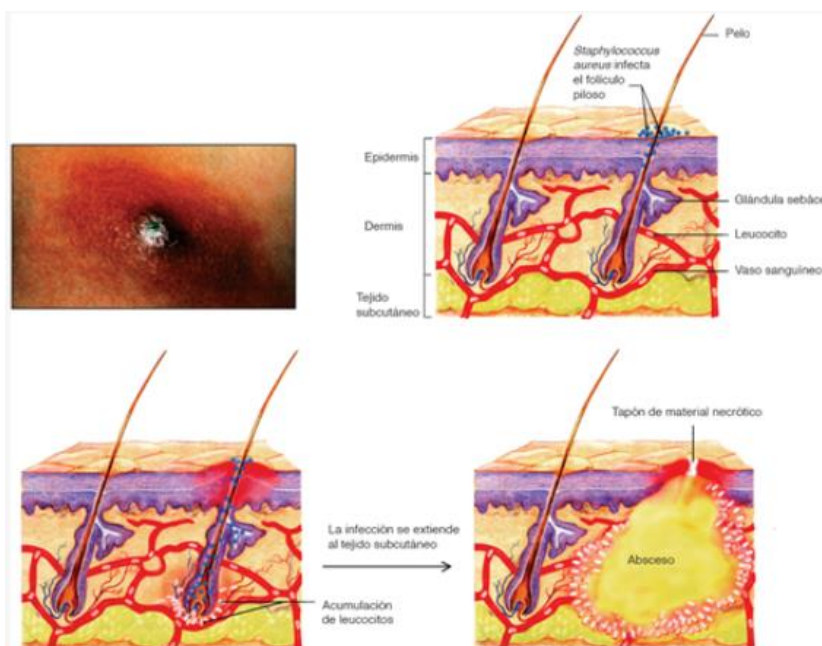 Pelo
Staphylococcus
aureus infecta
el folículo
piloso
Epidermis
Glándula sebáce
Dermis
Leucocito
Vaso sanguíneo
Tejido
subcutáneo
Tapón de material necrótico
La infección se extiende
al tejido subcutáneo
Absceso
Acumulación
de leucocitos